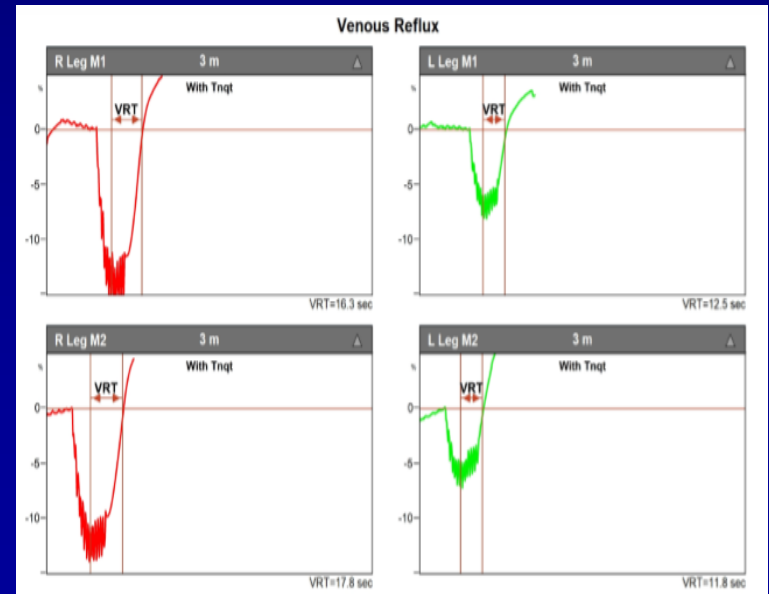 Venous Reflux
R Leg M1 3 m
%
With Tnqt
VRT
0
-5
-10
VRT=16.3 sec
L Leg M1 3 m
%
With Tnqt
VRT
0
-5
-10
VRT=12.5 sec
R Leg M2 3 m
%
With Tnqt
VRT
0
-5
-10
VRT=17.8 sec
L Leg M2 3 m
%
With Tnqt
VRT
0
-5
-10
VRT=11.8 sec